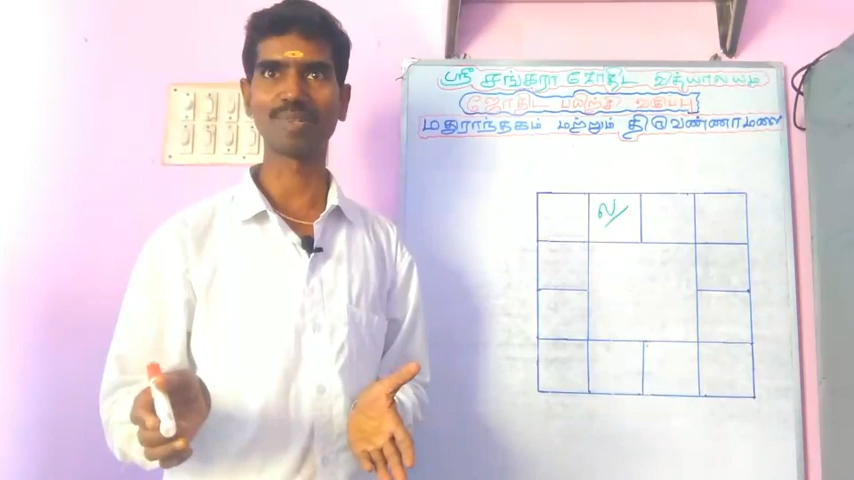 ஸ்ரீ சங்கரா ஜோதிட வித்யாலயம்
ஜோதிட பயிற்சி வகுப்பு
மதுராந்தகம் மற்றும் திருவண்ணாமலை
ல/